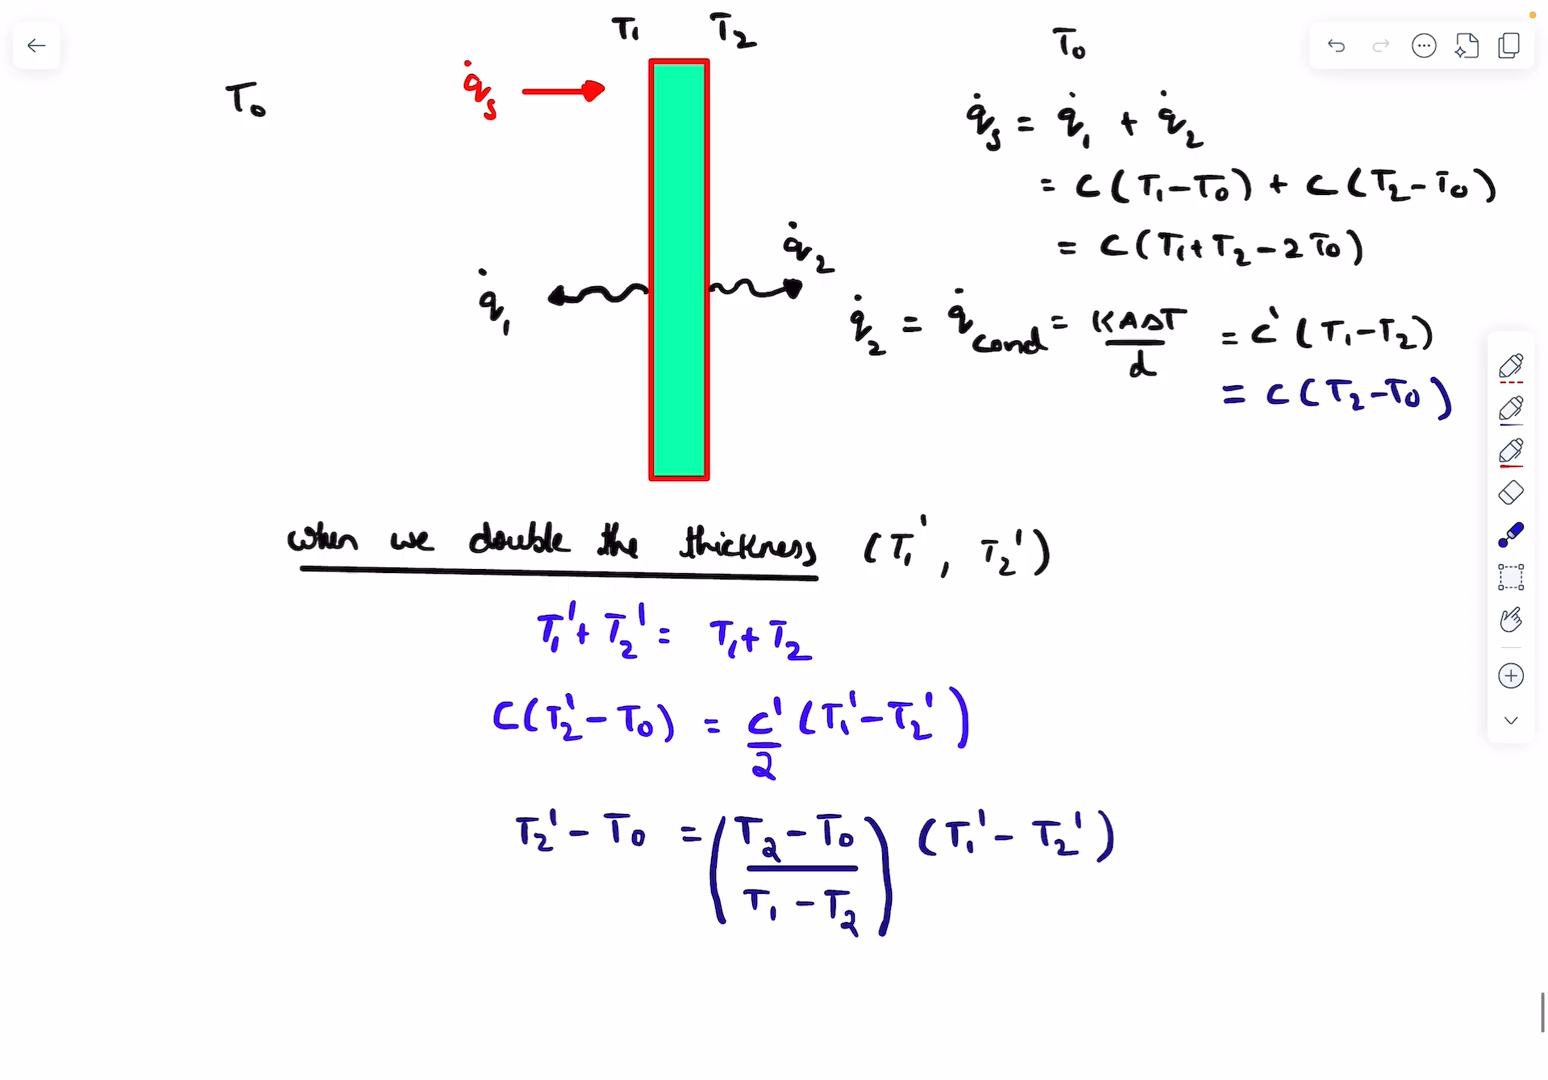 T₁ T₂
T₀
q̇ₛ
T₀
q̇ₛ = q̇₁ + q̇₂
= C(T₁-T₀) + C(T₂-T₀)
= C(T₁+T₂-2T₀)
q̇₁
q̇₂
q̇₂ = q̇cond = KAΔT/d = C'(T₁-T₂)
= C(T₂-T₀)
when we double the thickness (T₁', T₂')
T₁'+T₂' = T₁+T₂
C(T₂'-T₀) = C'/2 (T₁'-T₂')
T₂'-T₀ = ((T₂-T₀)/(T₁-T₂)) (T₁'-T₂')